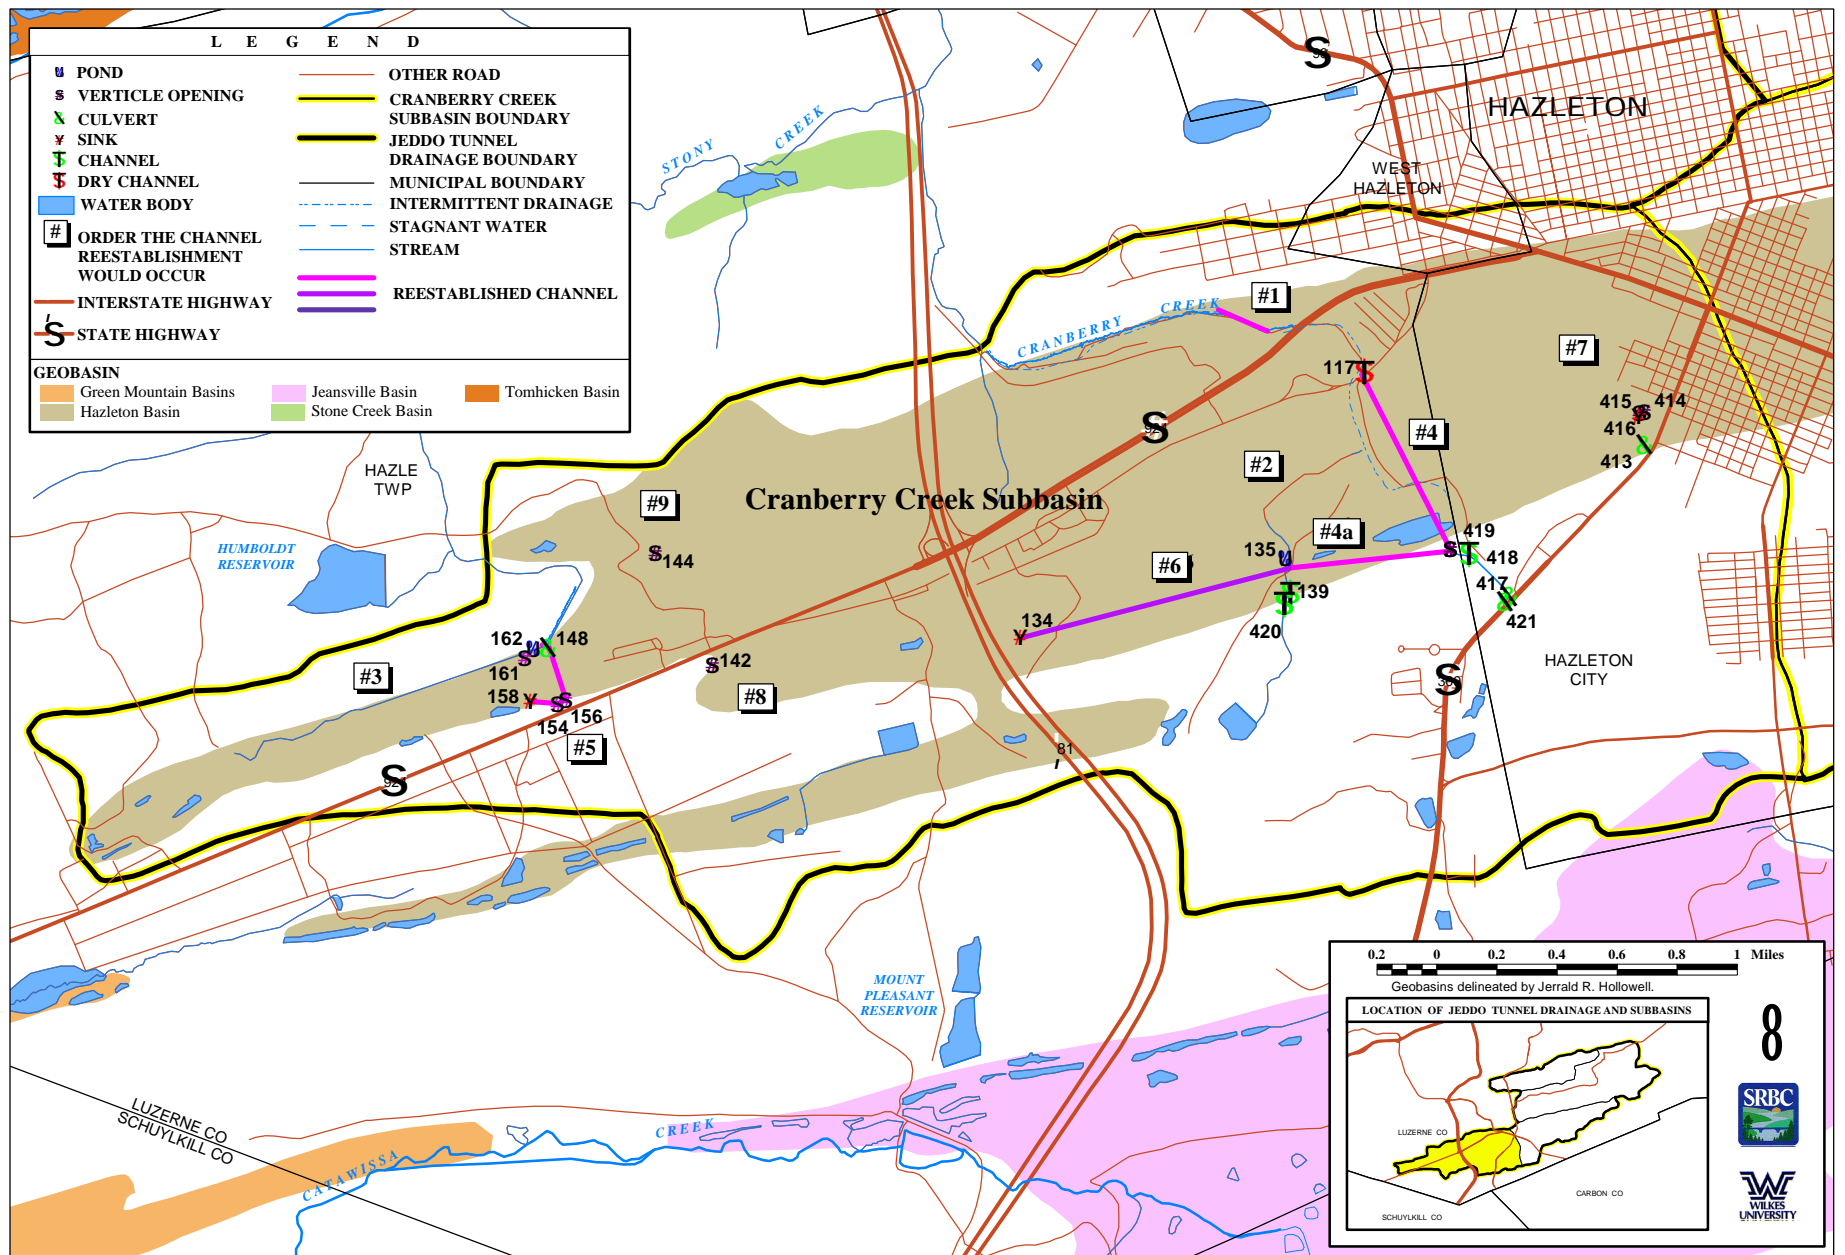 L E G E N D
POND
VERTICLE OPENING
CULVERT
SINK
CHANNEL
DRY CHANNEL
WATER BODY
# ORDER THE CHANNEL
REESTABLISHMENT
WOULD OCCUR
INTERSTATE HIGHWAY
STATE HIGHWAY
OTHER ROAD
CRANBERRY CREEK
SUBBASIN BOUNDARY
JEDDO TUNNEL
DRAINAGE BOUNDARY
MUNICIPAL BOUNDARY
INTERMITTENT DRAINAGE
STAGNANT WATER
STREAM
REESTABLISHED CHANNEL
GEOBASIN
Green Mountain Basins
Hazleton Basin
Jeansville Basin
Stone Creek Basin
Tomhicken Basin
STONY CREEK
HAZLETON
WEST
HAZLETON
CRANBERRY CREEK
#1
#7
117
415
414
416
413
#4
#2
Cranberry Creek Subbasin
HAZLE
TWP
#9
144
HUMBOLDT
RESERVOIR
#4a
135
419
418
417
421
#6
139
420
134
162
148
161
158
156
154
142
#3
#8
#5
HAZLETON
CITY
81
MOUNT
PLEASANT
RESERVOIR
LUZERNE CO
SCHUYLKILL CO
CATAWISSA CREEK
0.2 0 0.2 0.4 0.6 0.8 1 Miles
Geobasins delineated by Jerrald R. Hollowell.
LOCATION OF JEDDO TUNNEL DRAINAGE AND SUBBASINS
LUZERNE CO
CARBON CO
SCHUYLKILL CO
8
SRBC
WILKES
UNIVERSITY